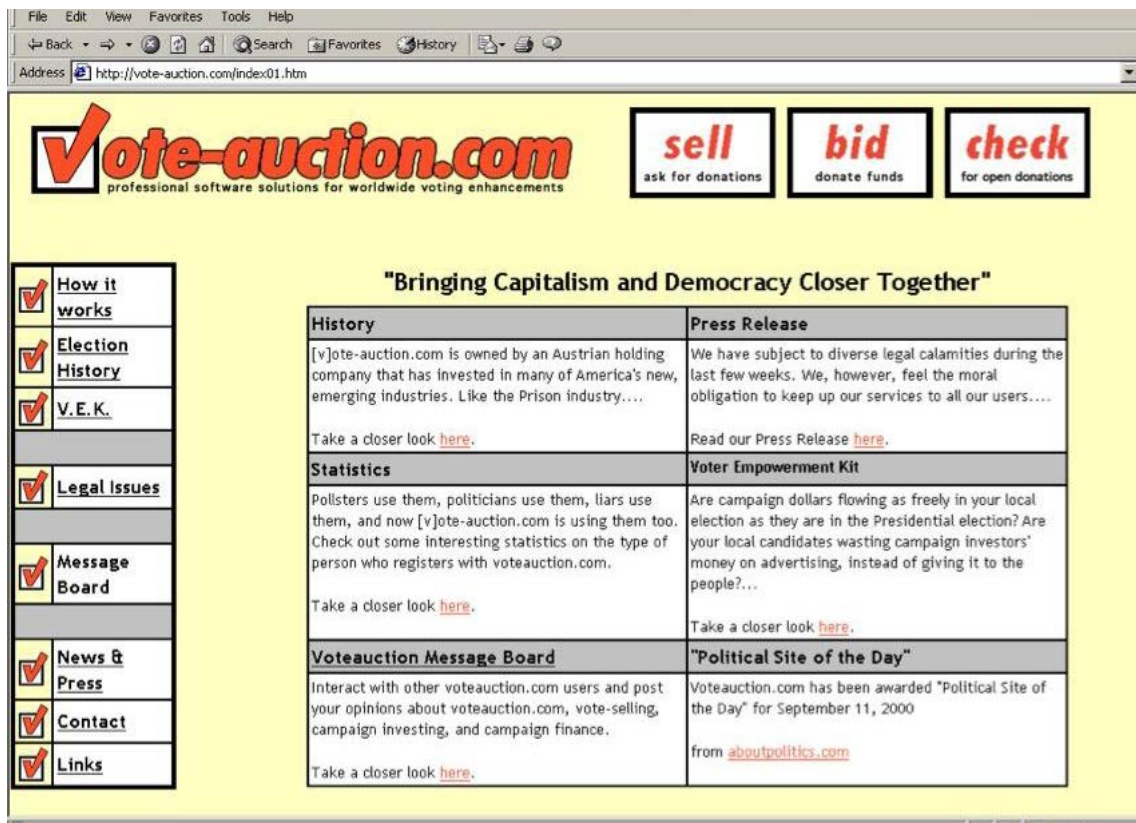 File Edit View Favorites Tools Help
Back Search Favorites History
Address http://vote-auction.com/index01.htm
Vote-auction.com
professional software solutions for worldwide voting enhancements
sell
ask for donations
bid
donate funds
check
for open donations
How it
works
Election
History
V.E.K.
Legal Issues
Message
Board
News &
Press
Contact
Links
"Bringing Capitalism and Democracy Closer Together"
History
[v]ote-auction.com is owned by an Austrian holding
company that has invested in many of America's new,
emerging industries. Like the Prison industry....
Take a closer look here.
Press Release
We have subject to diverse legal calamities during the
last few weeks. We, however, feel the moral
obligation to keep up our services to all our users....
Read our Press Release here.
Statistics
Pollsters use them, politicians use them, liars use
them, and now [v]ote-auction.com is using them too.
Check out some interesting statistics on the type of
person who registers with voteauction.com.
Take a closer look here.
Voter Empowerment Kit
Are campaign dollars flowing as freely in your local
election as they are in the Presidential election? Are
your local candidates wasting campaign investors'
money on advertising, instead of giving it to the
people?...
Take a closer look here.
Voteauction Message Board
Interact with other voteauction.com users and post
your opinions about voteauction.com, vote-selling,
campaign investing, and campaign finance.
Take a closer look here.
"Political Site of the Day"
Voteauction.com has been awarded "Political Site of
the Day" for September 11, 2000
from aboutpolitics.com